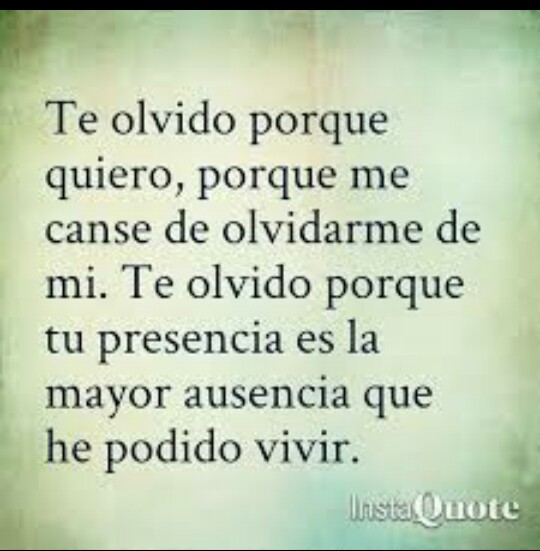 Te olvido porque
quiero, porque me
canse de olvidarme de
mi. Te olvido porque
tu presencia es la
mayor ausencia que
he podido vivir.
InstaQuote